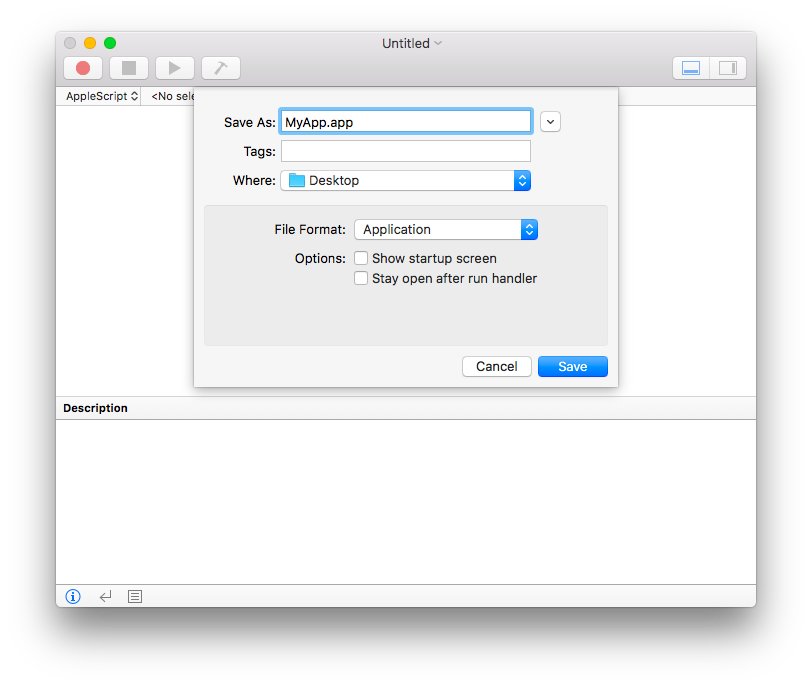 Untitled
AppleScript <No sele
Save As: MyApp.app
Tags:
Where: Desktop
File Format: Application
Options: Show startup screen
Stay open after run handler
Cancel Save
Description